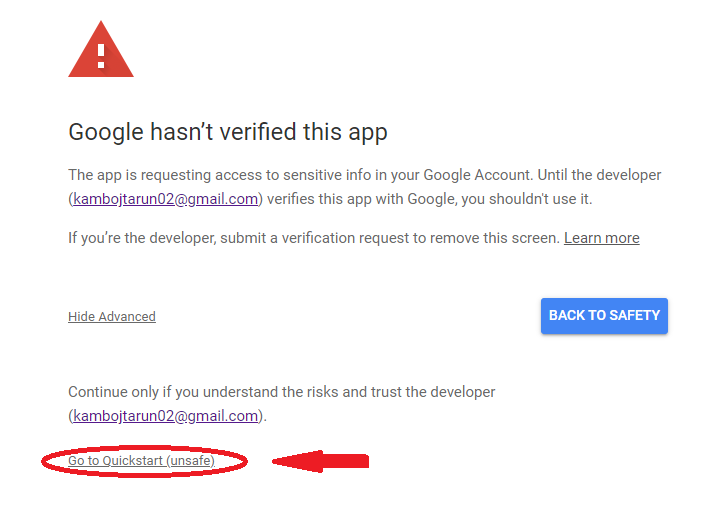 Google hasn’t verified this app
The app is requesting access to sensitive info in your Google Account. Until the developer
(kambojtarun02@gmail.com) verifies this app with Google, you shouldn't use it.
If you’re the developer, submit a verification request to remove this screen. Learn more
Hide Advanced
BACK TO SAFETY
Continue only if you understand the risks and trust the developer
(kambojtarun02@gmail.com).
Go to Quickstart (unsafe)